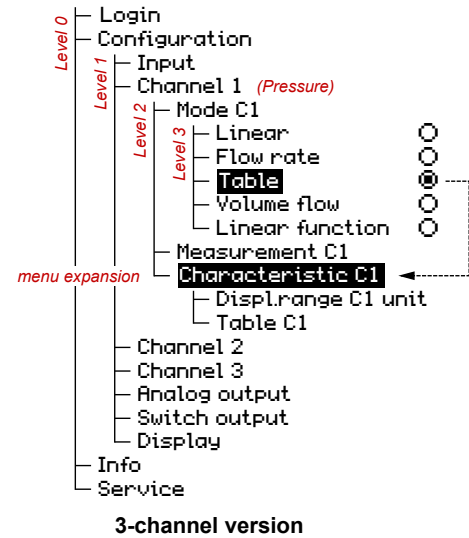 Level 0
Login
Configuration
Level 1
Input
Channel 1 (Pressure)
Level 2
Mode C1
Level 3
Linear
Flow rate
Table
Volume flow
Linear function
Measurement C1
menu expansion
Characteristic C1
Displ.range C1 unit
Table C1
Channel 2
Channel 3
Analog output
Switch output
Display
Info
Service
3-channel version